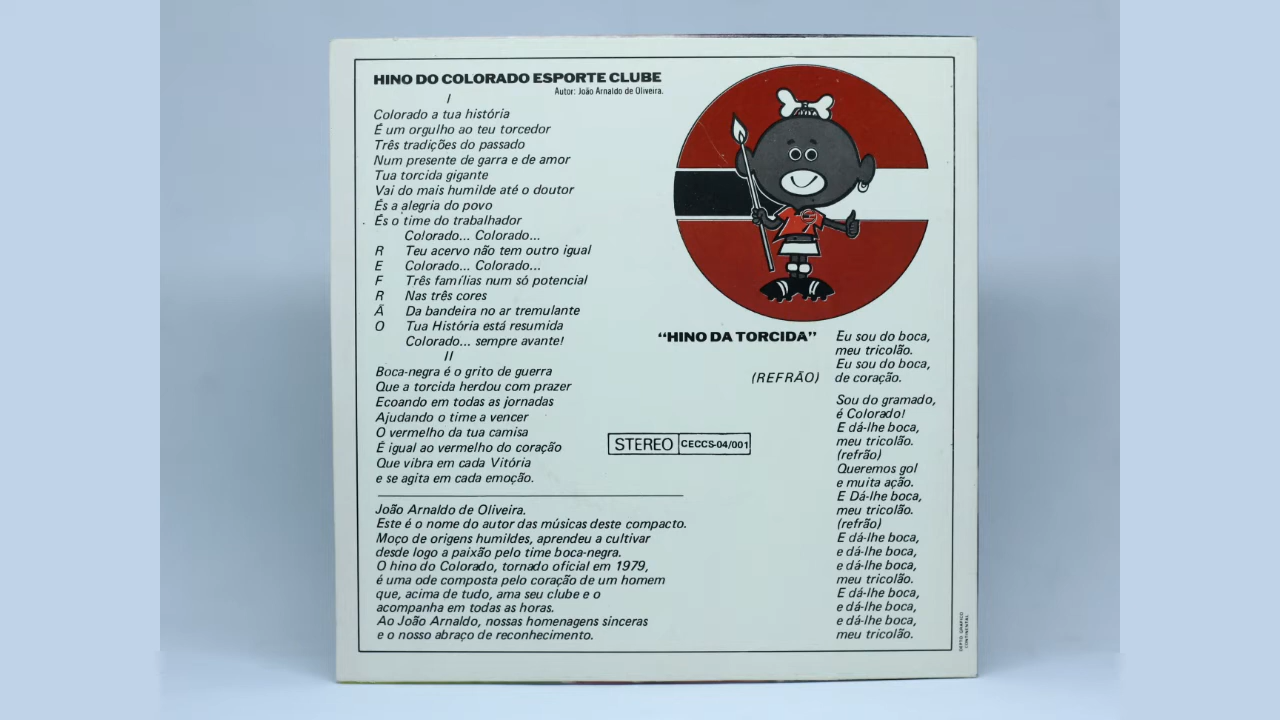 HINO DO COLORADO ESPORTE CLUBE
Autor: João Arnaldo de Oliveira.
I
Colorado a tua história
É um orgulho ao teu torcedor
Três tradições do passado
Num presente de garra e de amor
Tua torcida gigante
Vai do mais humilde até o doutor
És a alegria do povo
És o time do trabalhador
Colorado... Colorado...
R Teu acervo não tem outro igual
E Colorado... Colorado...
F Três famílias num só potencial
R Nas três cores
Ã Da bandeira no ar tremulante
O Tua História está resumida
Colorado... sempre avante!
II
Boca-negra é o grito de guerra
Que a torcida herdou com prazer
Ecoando em todas as jornadas
Ajudando o time a vencer
O vermelho da tua camisa
É igual ao vermelho do coração
Que vibra em cada Vitória
e se agita em cada emoção.
João Arnaldo de Oliveira.
Este é o nome do autor das músicas deste compacto.
Moço de origens humildes, aprendeu a cultivar
desde logo a paixão pelo time boca-negra.
O hino do Colorado, tornado oficial em 1979,
é uma ode composta pelo coração de um homem
que, acima de tudo, ama seu clube e o
acompanha em todas as horas.
Ao João Arnaldo, nossas homenagens sinceras
e o nosso abraço de reconhecimento.
STEREO CECCS-04/001
"HINO DA TORCIDA"
(REFRÃO)
Eu sou do boca,
meu tricolão.
Eu sou do boca,
de coração.
Sou do gramado,
é Colorado!
E dá-lhe boca,
meu tricolão.
(refrão)
Queremos gol
e muita ação.
E Dá-lhe boca,
meu tricolão.
(refrão)
E dá-lhe boca,
e dá-lhe boca,
e dá-lhe boca,
meu tricolão.
E dá-lhe boca,
e dá-lhe boca,
e dá-lhe boca,
meu tricolão.
DEPTO GRÁFICO
CONTINENTAL